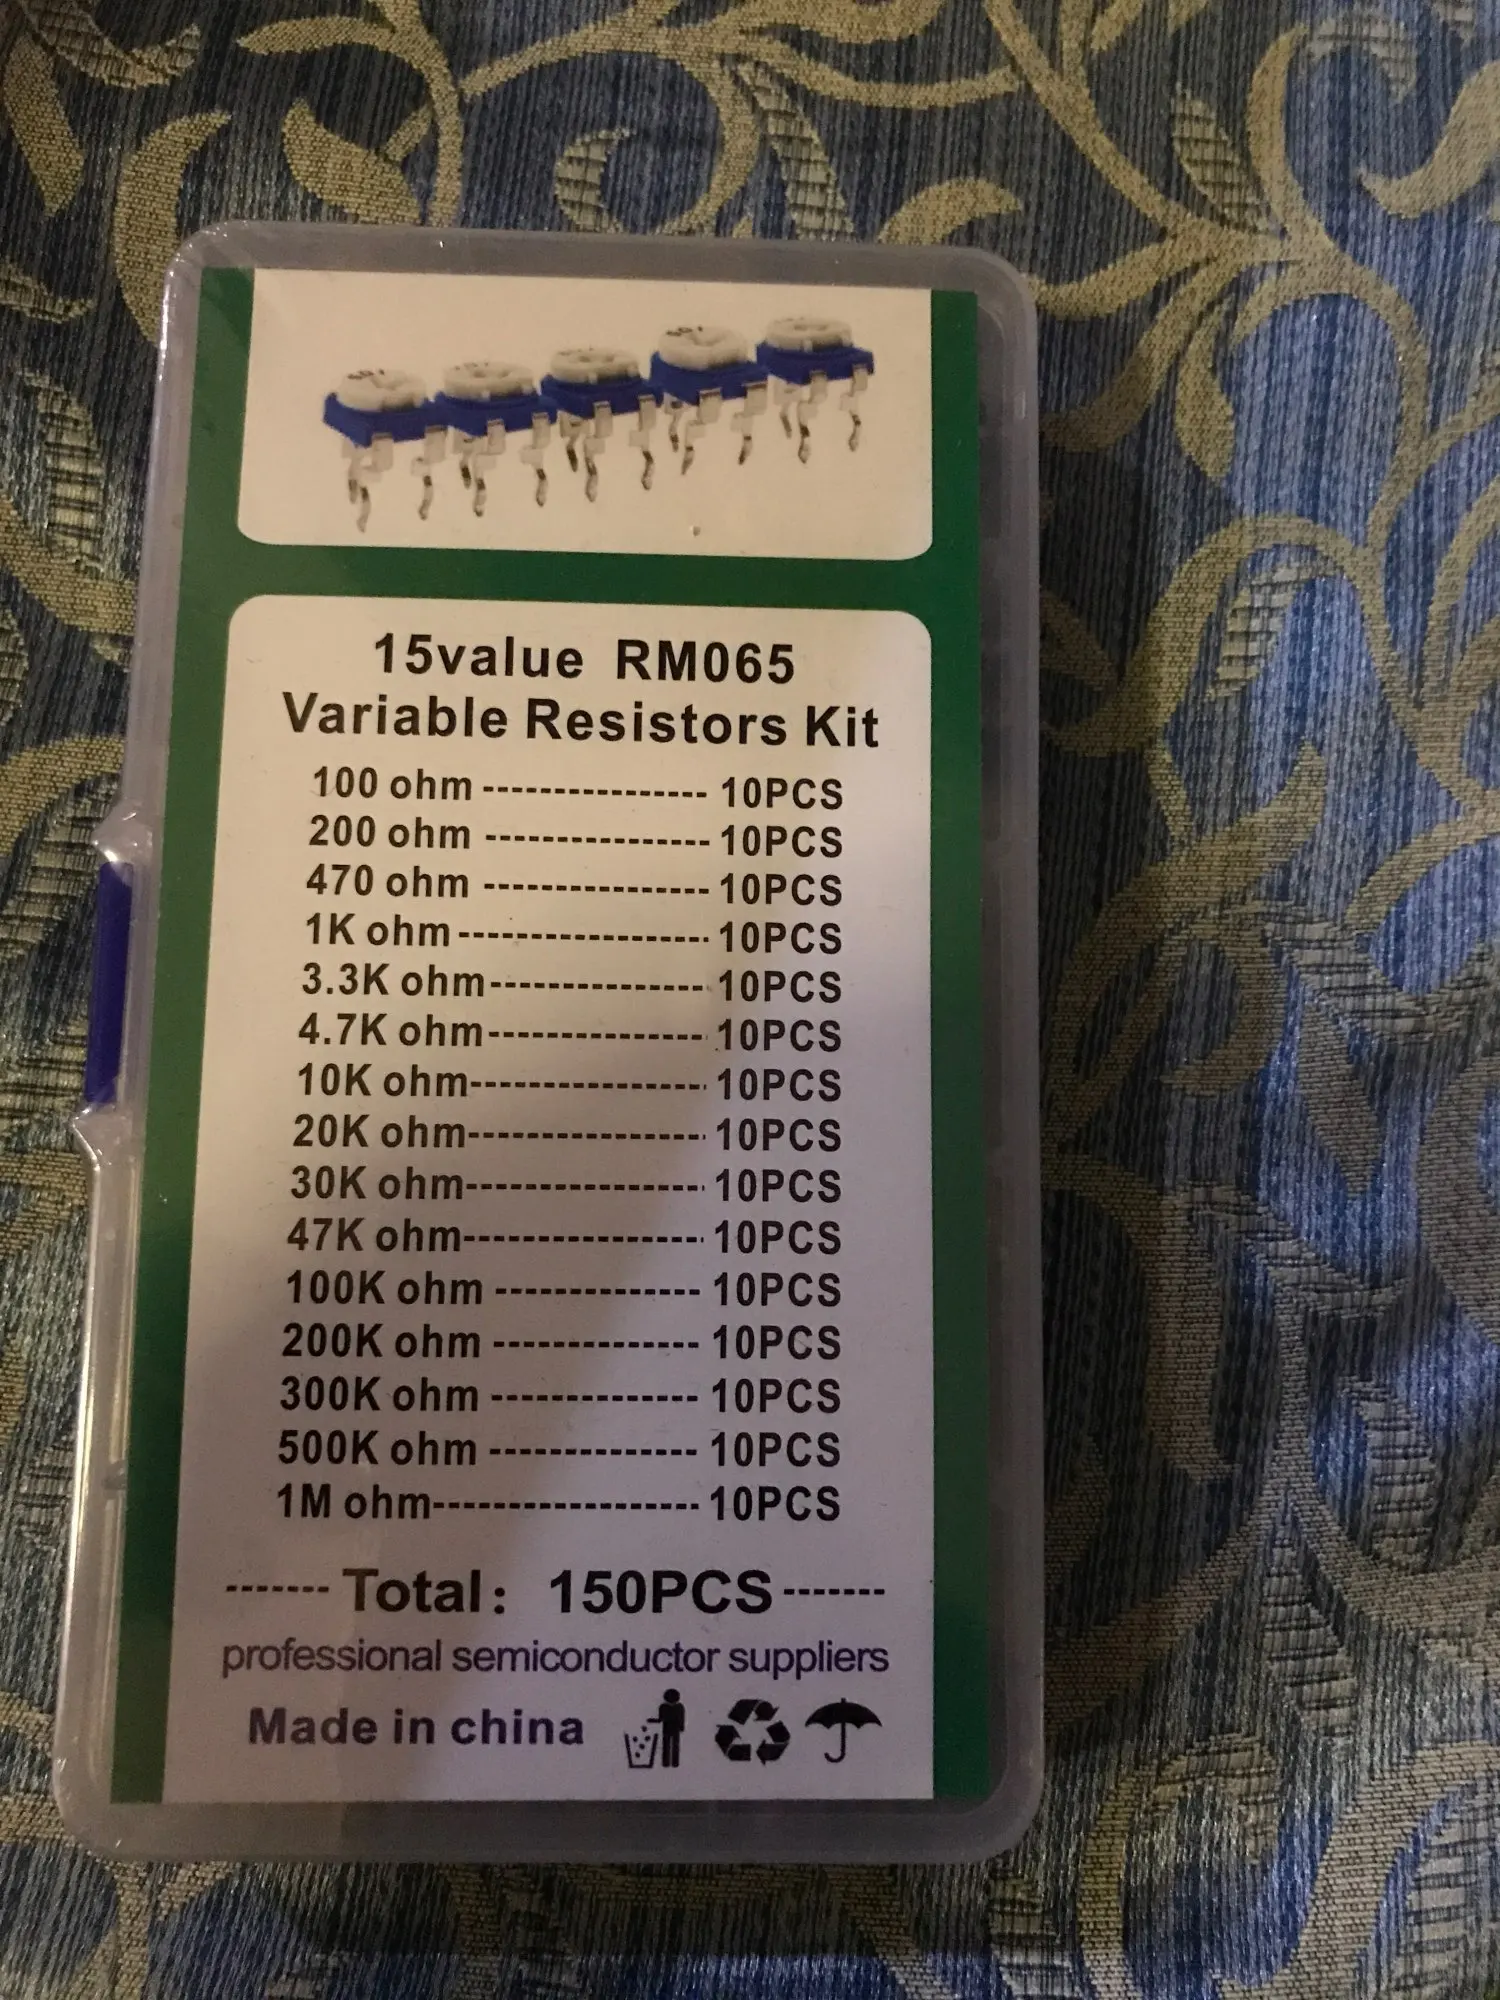 15value RM065
Variable Resistors Kit
100 ohm ---------------- 10PCS
200 ohm ---------------- 10PCS
470 ohm ---------------- 10PCS
1K ohm ------------------ 10PCS
3.3K ohm---------------- 10PCS
4.7K ohm---------------- 10PCS
10K ohm----------------- 10PCS
20K ohm----------------- 10PCS
30K ohm----------------- 10PCS
47K ohm----------------- 10PCS
100K ohm --------------- 10PCS
200K ohm --------------- 10PCS
300K ohm --------------- 10PCS
500K ohm --------------- 10PCS
1M ohm------------------- 10PCS
------- Total: 150PCS -------
professional semiconductor suppliers
Made in china